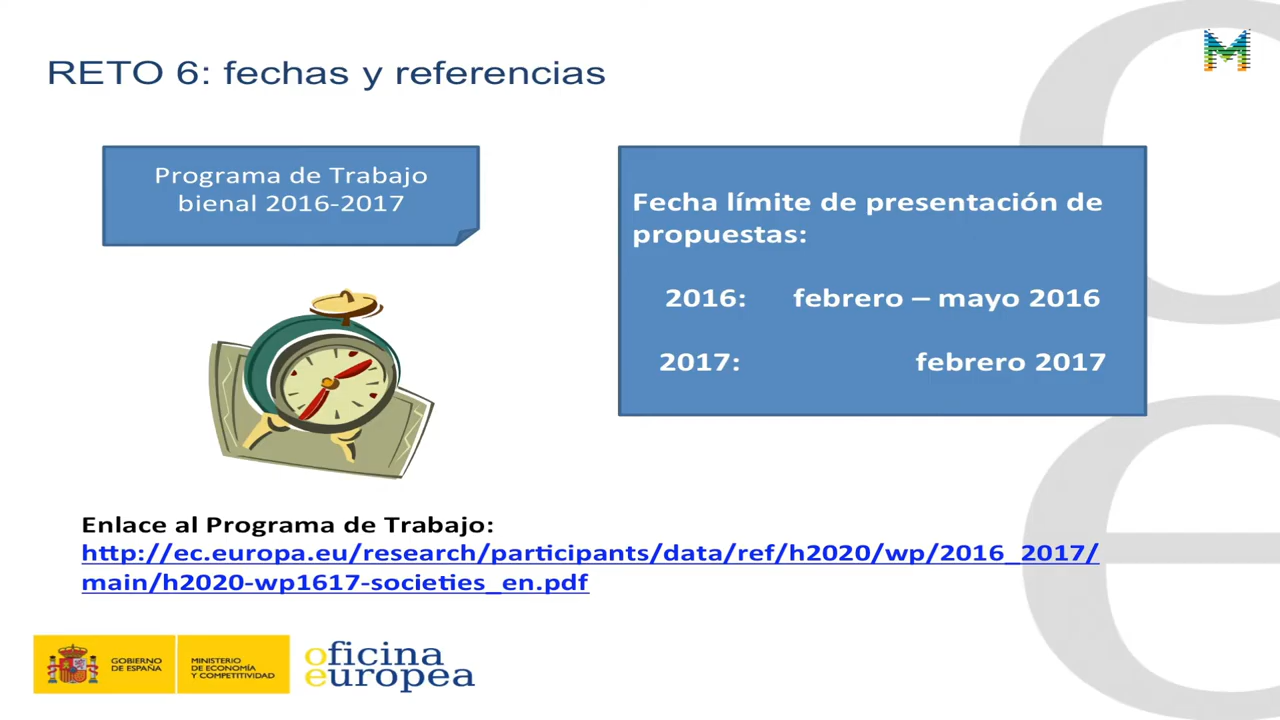 RETO 6: fechas y referencias
Programa de Trabajo
bienal 2016-2017
Fecha límite de presentación de
propuestas:
2016: febrero – mayo 2016
2017: febrero 2017
Enlace al Programa de Trabajo:
http://ec.europa.eu/research/participants/data/ref/h2020/wp/2016_2017/
main/h2020-wp1617-societies_en.pdf
GOBIERNO
DE ESPAÑA
MINISTERIO
DE ECONOMÍA
Y COMPETITIVIDAD
oficina
europea